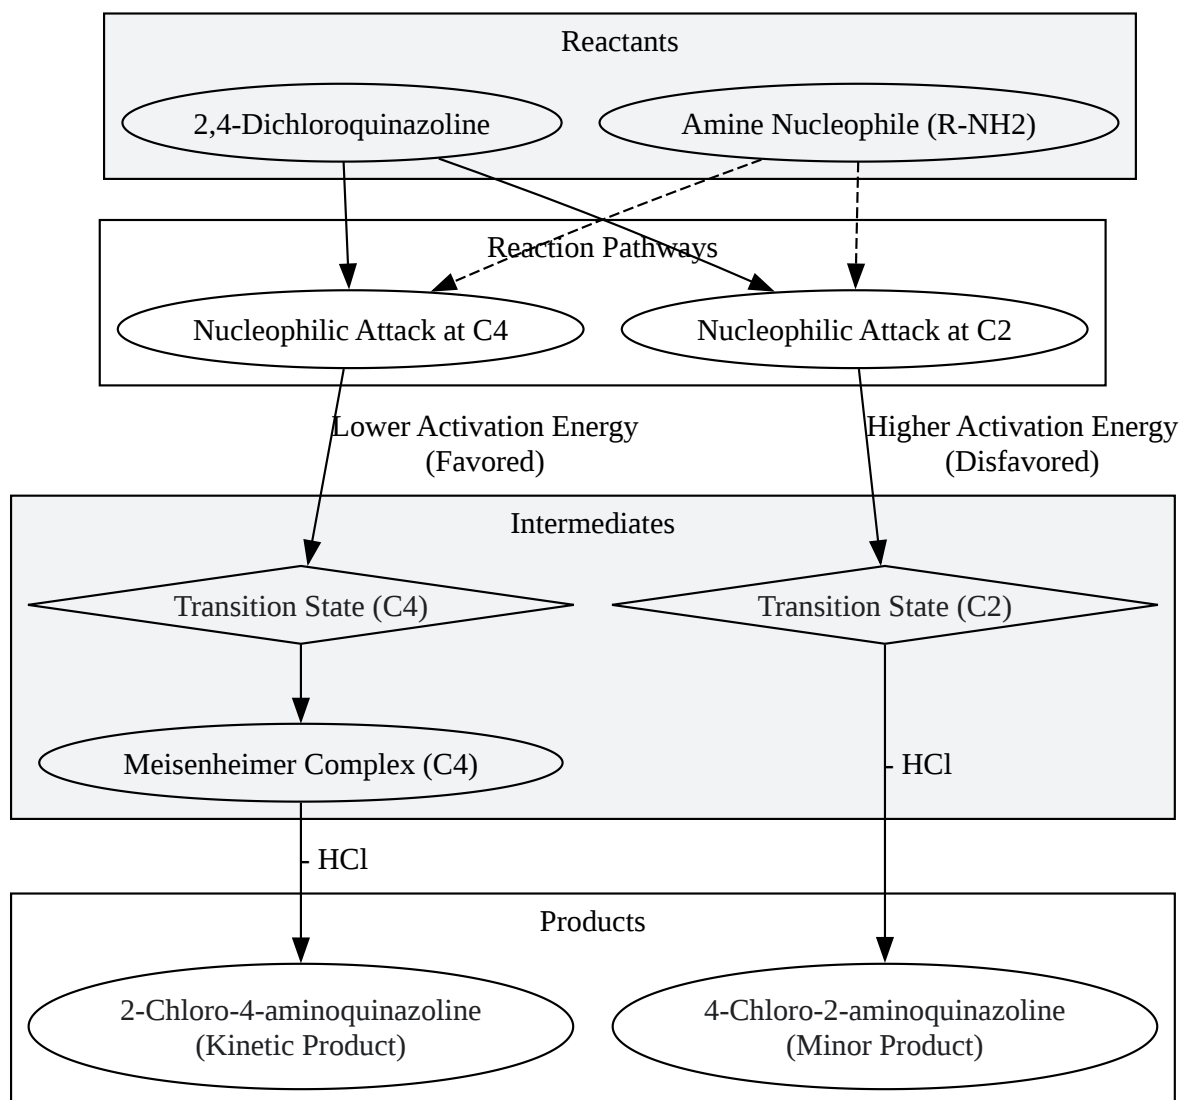 Reactants
2,4-Dichloroquinazoline
Amine Nucleophile (R-NH2)
Reaction Pathways
Nucleophilic Attack at C4
Nucleophilic Attack at C2
Lower Activation Energy
(Favored)
Higher Activation Energy
(Disfavored)
Intermediates
Transition State (C4)
Transition State (C2)
Meisenheimer Complex (C4)
- HCl
- HCl
Products
2-Chloro-4-aminoquinazoline
(Kinetic Product)
4-Chloro-2-aminoquinazoline
(Minor Product)